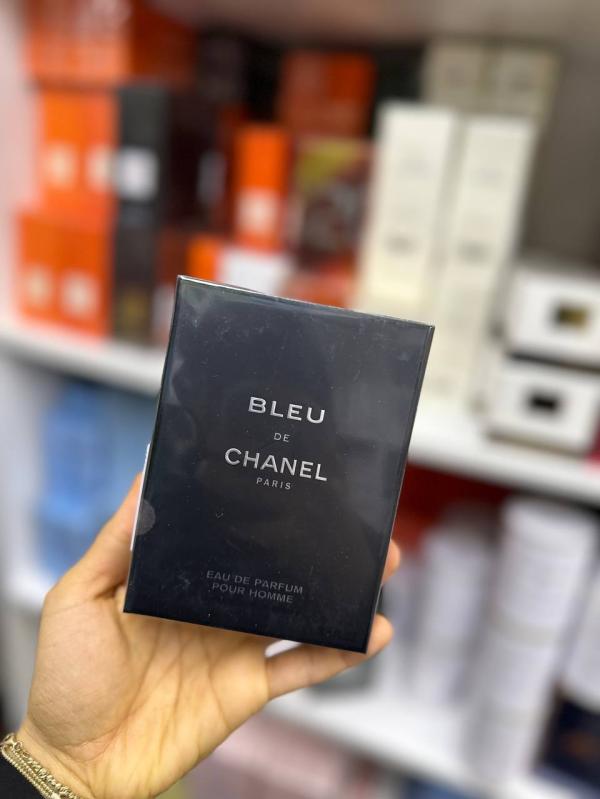 BLEU
DE
CHANEL
PARIS
EAU DE PARFUM
POUR HOMME